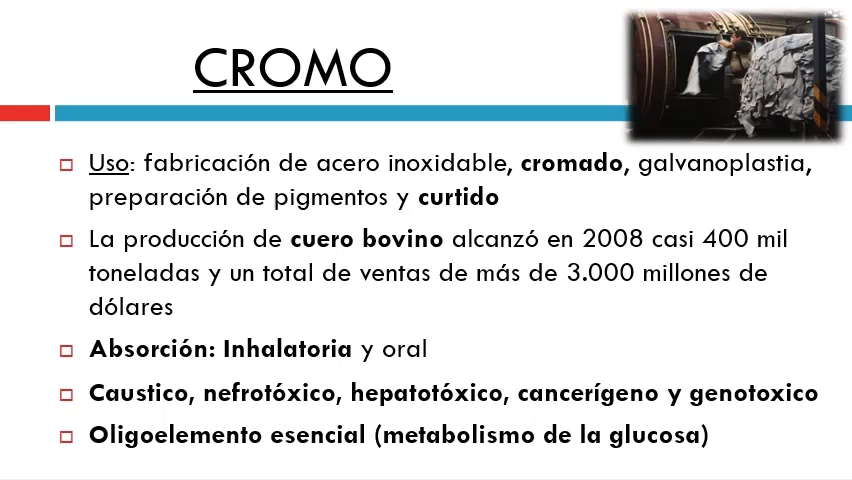 CROMO
Uso: fabricación de acero inoxidable, cromado, galvanoplastia,
preparación de pigmentos y curtido
La producción de cuero bovino alcanzó en 2008 casi 400 mil
toneladas y un total de ventas de más de 3.000 millones de
dólares
Absorción: Inhalatoria y oral
Caustico, nefrotóxico, hepatotóxico, cancerígeno y genotoxico
Oligoelemento esencial (metabolismo de la glucosa)